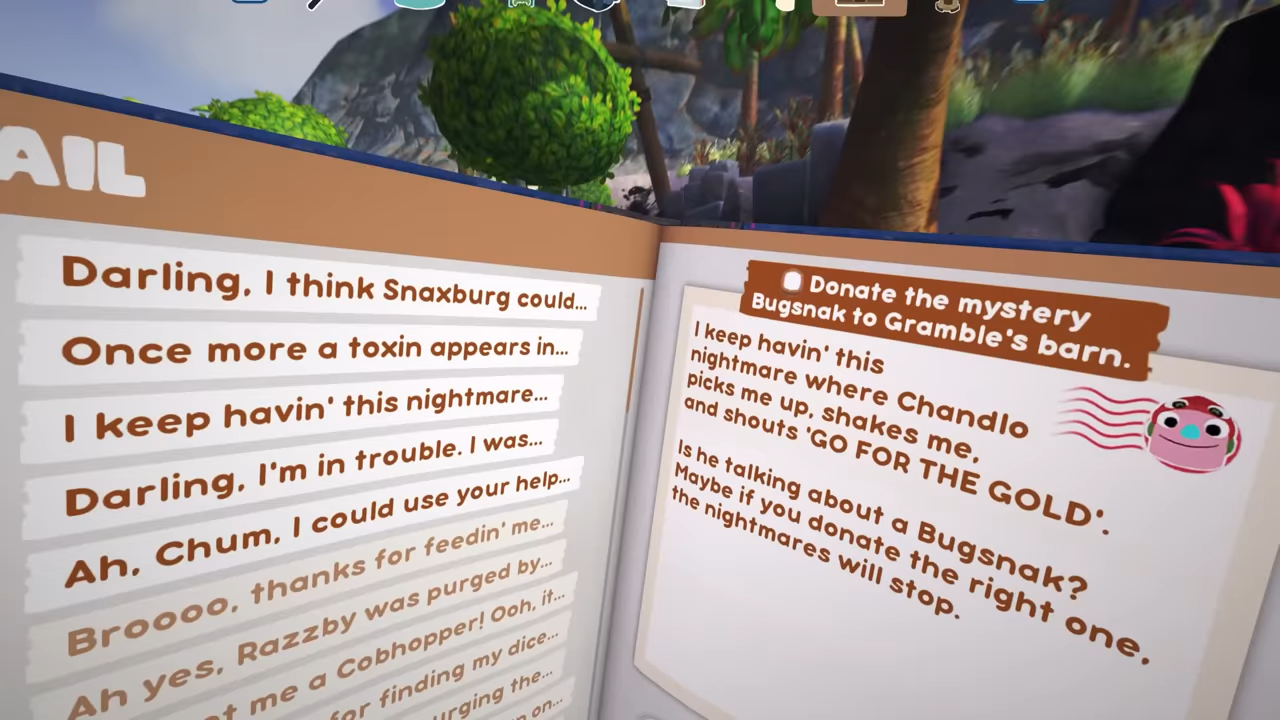 AIL
Darling, I think Snaxburg could...
Once more a toxin appears in...
I keep havin' this nightmare...
Darling, I'm in trouble. I was...
Ah, Chum, I could use your help...
Broooo, thanks for feedin' me...
Ah yes, Razzby was purged by...
me a Cobhopper! Ooh, it...
for finding my dice...
the...
on...
Donate the mystery
Bugsnak to Gramble's barn.
I keep havin' this
nightmare where Chandlo
picks me up, shakes me,
and shouts 'GO FOR THE GOLD'.
Is he talking about a Bugsnak?
Maybe if you donate the right one,
the nightmares will stop.